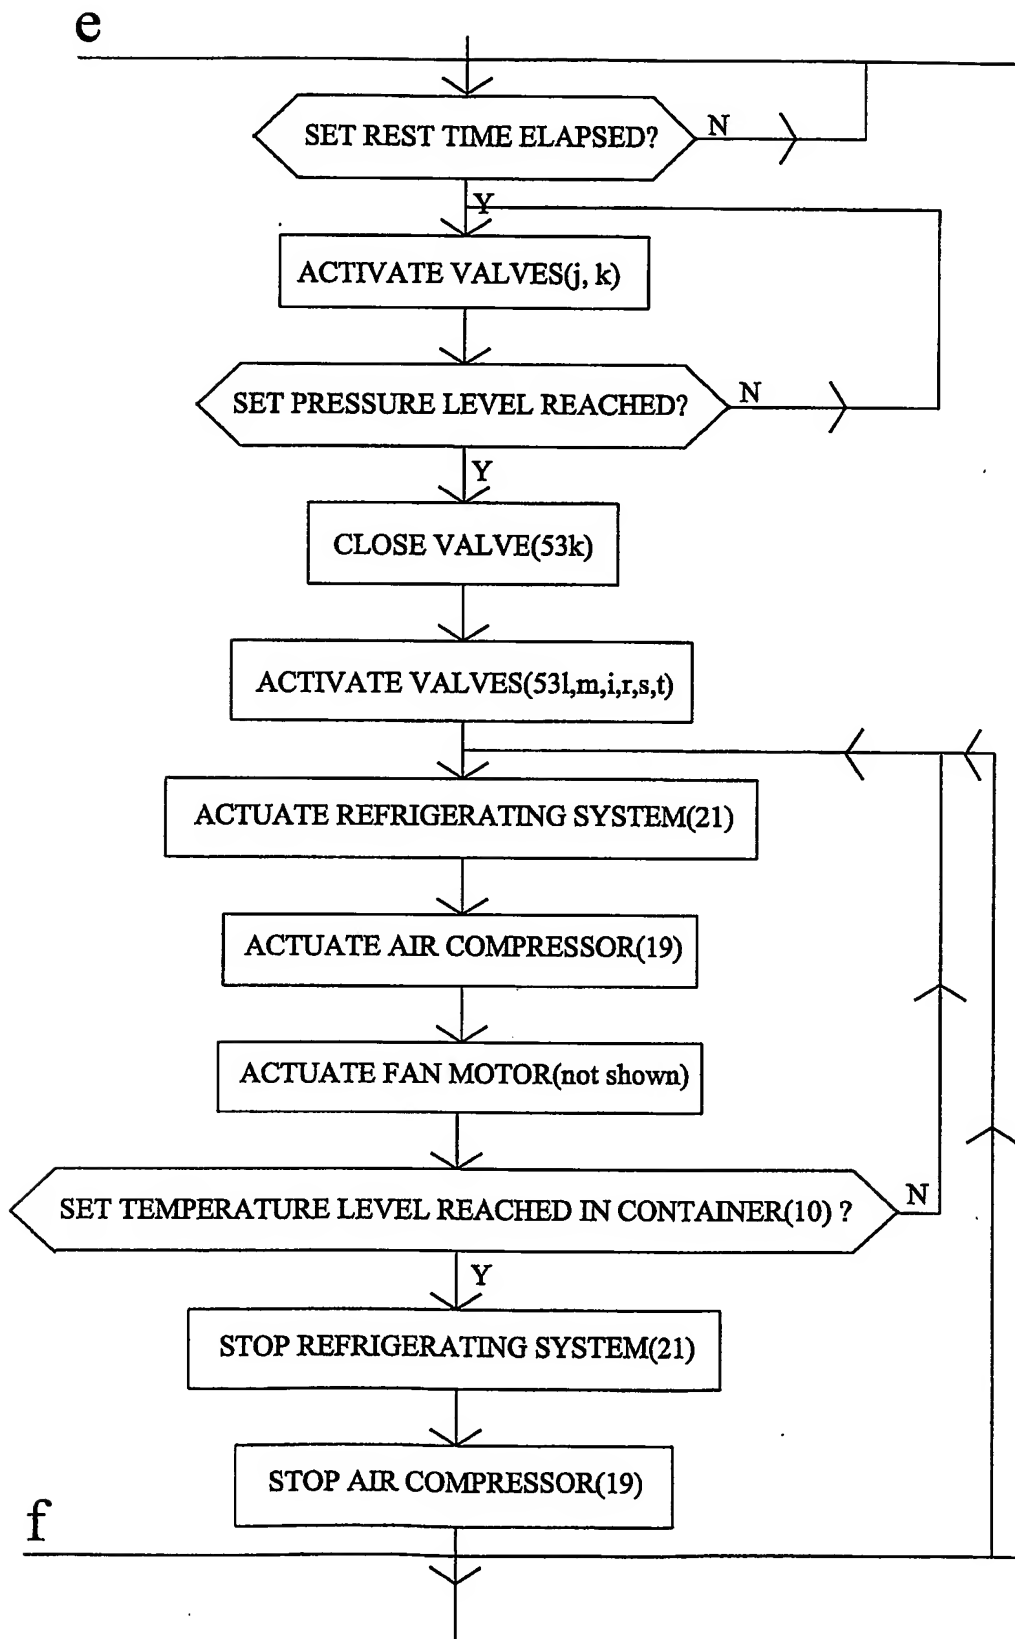 e
SET REST TIME ELAPSED?
N
Y
ACTIVATE VALVES(j, k)
SET PRESSURE LEVEL REACHED?
N
Y
CLOSE VALVE(53k)
ACTIVATE VALVES(53l,m,i,r,s,t)
ACTUATE REFRIGERATING SYSTEM(21)
ACTUATE AIR COMPRESSOR(19)
ACTUATE FAN MOTOR(not shown)
SET TEMPERATURE LEVEL REACHED IN CONTAINER(10) ?
N
Y
STOP REFRIGERATING SYSTEM(21)
STOP AIR COMPRESSOR(19)
f